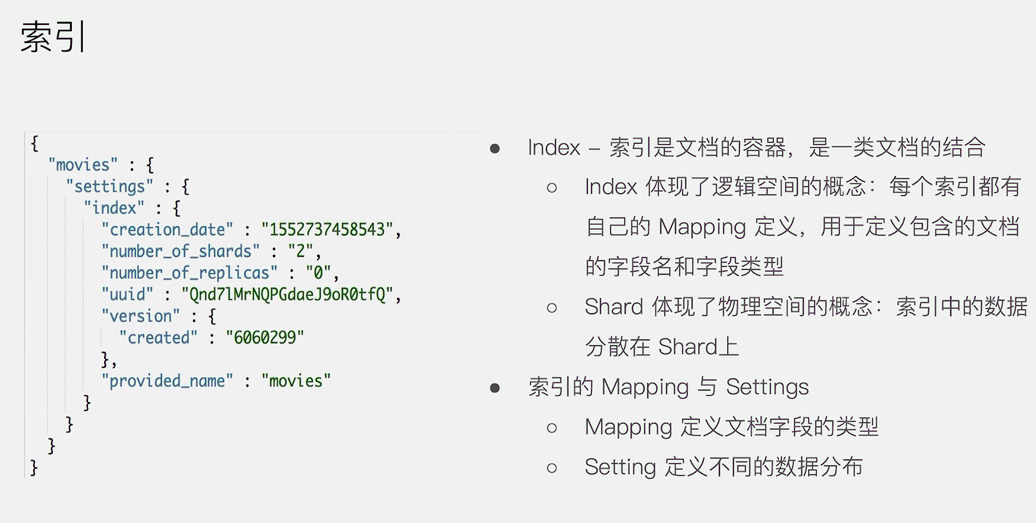 索引
{
"movies" : {
"settings" : {
"index" : {
"creation_date" : "1552737458543",
"number_of_shards" : "2",
"number_of_replicas" : "0",
"uuid" : "Qnd7lMrNQPGdaeJ9oR0tfQ",
"version" : {
"created" : "6060299"
},
"provided_name" : "movies"
}
}
}
}
● Index – 索引是文档的容器，是一类文档的结合
○ Index 体现了逻辑空间的概念：每个索引都有
自己的 Mapping 定义，用于定义包含的文档
的字段名和字段类型
○ Shard 体现了物理空间的概念：索引中的数据
分散在 Shard上
● 索引的 Mapping 与 Settings
○ Mapping 定义文档字段的类型
○ Setting 定义不同的数据分布